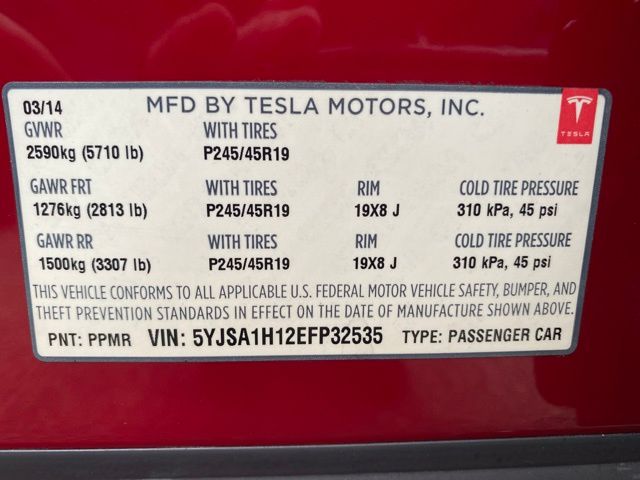 03/14 MFD BY TESLA MOTORS, INC.
GVWR WITH TIRES
2590kg (5710 lb) P245/45R19
TESLA
GAWR FRT WITH TIRES RIM COLD TIRE PRESSURE
1276kg (2813 lb) P245/45R19 19X8 J 310 kPa, 45 psi
GAWR RR WITH TIRES RIM COLD TIRE PRESSURE
1500kg (3307 lb) P245/45R19 19X8 J 310 kPa, 45 psi
THIS VEHICLE CONFORMS TO ALL APPLICABLE U.S. FEDERAL MOTOR VEHICLE SAFETY, BUMPER, AND
THEFT PREVENTION STANDARDS IN EFFECT ON THE DATE OF MANUFACTURE SHOWN ABOVE.
PNT: PPMR VIN: 5YJSA1H12EFP32535 TYPE: PASSENGER CAR